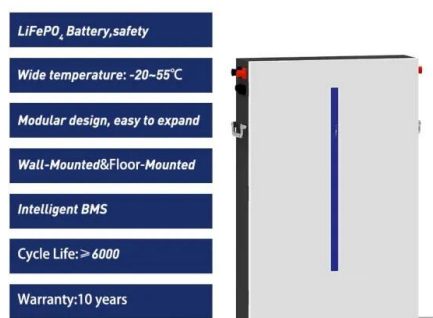 LiFePO₄ Battery,safety
Wide temperature: -20~55℃
Modular design, easy to expand
Wall-Mounted&Floor-Mounted
Intelligent BMS
Cycle Life:≥6000
Warranty:10 years